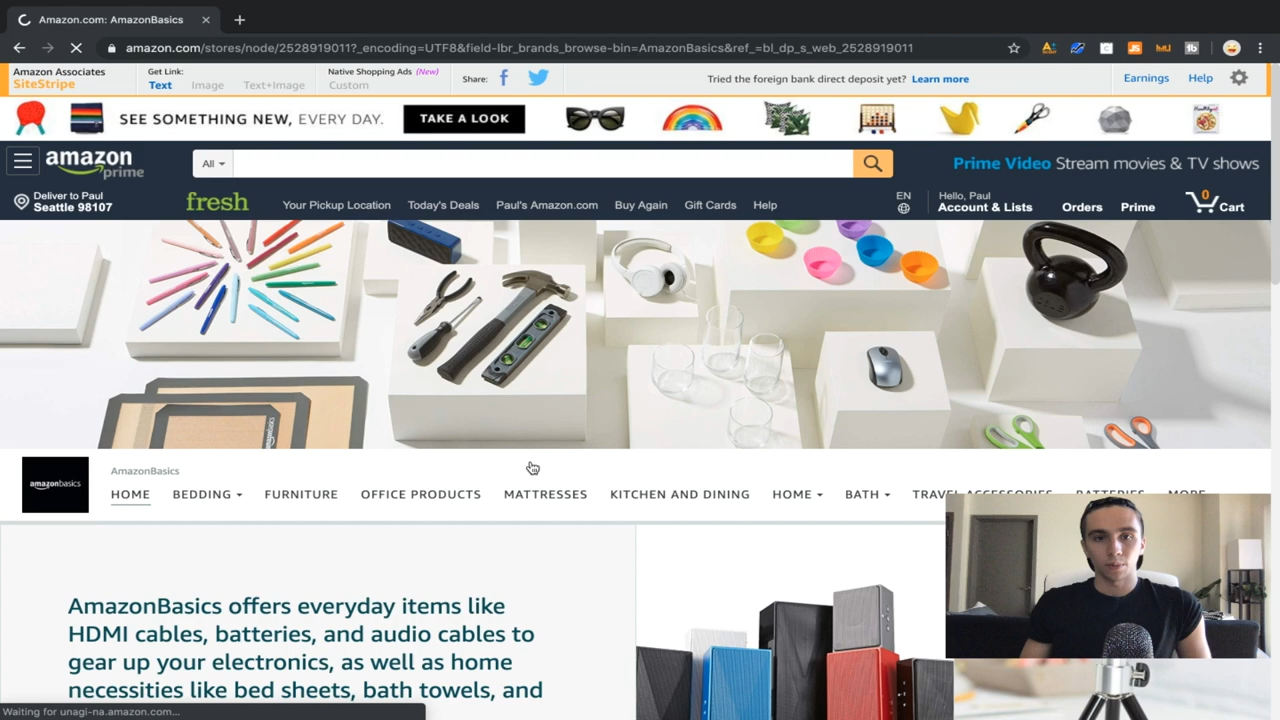 Amazon.com: AmazonBasics
amazon.com/stores/node/2528919011?_encoding=UTF8&field-lbr_brands_browse-bin=AmazonBasics&ref_=bl_dp_s_web_2528919011
Amazon Associates
SiteStripe
Get Link:
Text Image Text+Image
Native Shopping Ads (New)
Custom
Share:
Tried the foreign bank direct deposit yet? Learn more
Earnings Help
SEE SOMETHING NEW, EVERY DAY. TAKE A LOOK
amazon prime
All
Prime Video Stream movies & TV shows
Deliver to Paul
Seattle 98107
fresh
Your Pickup Location Today's Deals Paul's Amazon.com Buy Again Gift Cards Help
EN
Hello, Paul
Account & Lists
Orders Prime 0 Cart
amazonbasics
AmazonBasics
HOME BEDDING FURNITURE OFFICE PRODUCTS MATTRESSES KITCHEN AND DINING HOME BATH TRAVEL ACCESSORIES BATTERIES MORE
AmazonBasics offers everyday items like
HDMI cables, batteries, and audio cables to
gear up your electronics, as well as home
necessities like bed sheets, bath towels, and
Waiting for unagi-na.amazon.com...